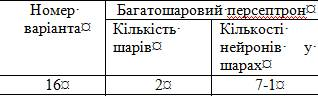 Номер варіанта¤
Багатошаровий·персептрон¤
Кількість· шарів¤
Кількості· нейронів· у· шарах¤
16¤ 2¤ 7-1¤